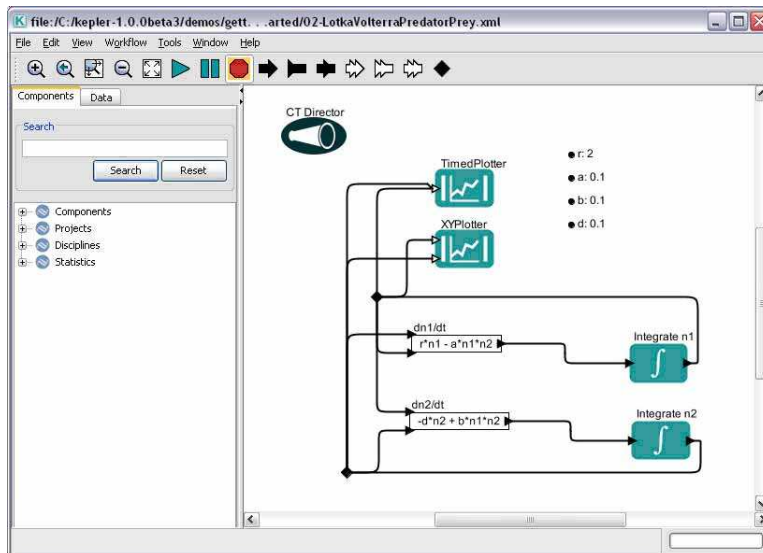 file:/C:/kepler-1.0.0beta3/demos/gett. . .arted/02-LotkaVolterraPredatorPrey.xml
File Edit View Workflow Tools Window Help
Components Data
Search
Search Reset
Components
Projects
Disciplines
Statistics
CT Director
TimedPlotter
XYPlotter
r: 2
a: 0.1
b: 0.1
d: 0.1
dn1/dt
r*n1 - a*n1*n2
Integrate n1
dn2/dt
-d*n2 + b*n1*n2
Integrate n2